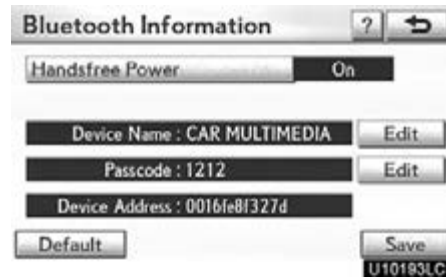 Bluetooth Information ?
Handsfree Power On
Device Name : CAR MULTIMEDIA Edit
Passcode : 1212 Edit
Device Address : 0016fe8f327d
Default Save
U10193LC